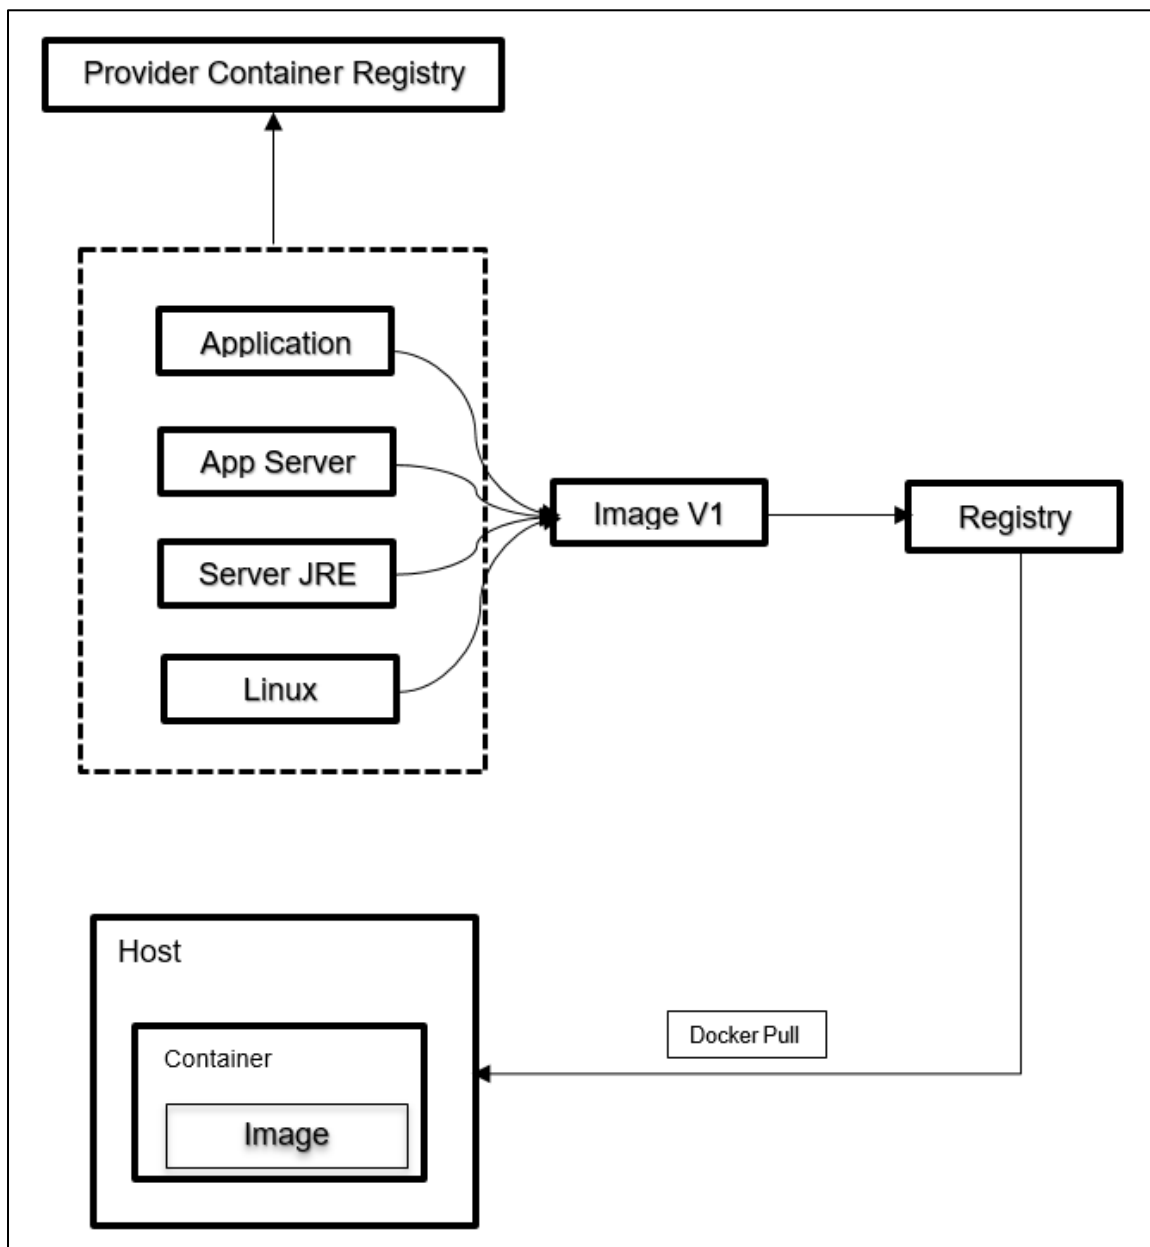 Provider Container Registry
Application
App Server
Server JRE
Linux
Image V1
Registry
Docker Pull
Host
Container
Image